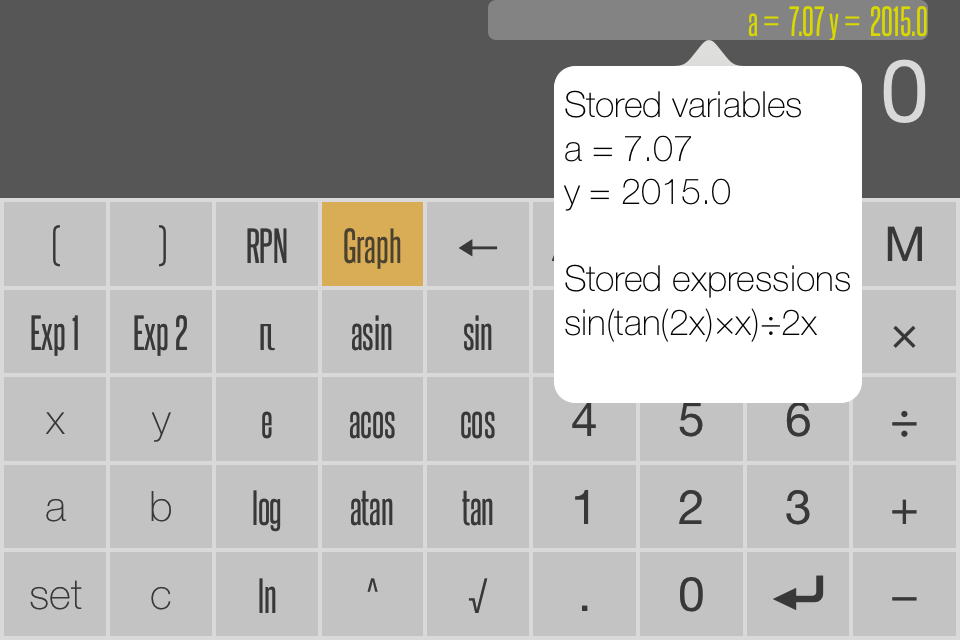 a = 7.07 y = 2015.0
0
Stored variables
a = 7.07
y = 2015.0
Stored expressions
sin(tan(2x)×x)÷2x
( ) RPN Graph ← M
Exp 1 Exp 2 π asin sin ×
x y e acos cos 4 5 6 ÷
a b log atan tan 1 2 3 +
set c ln ^ √ . 0 ↵ −